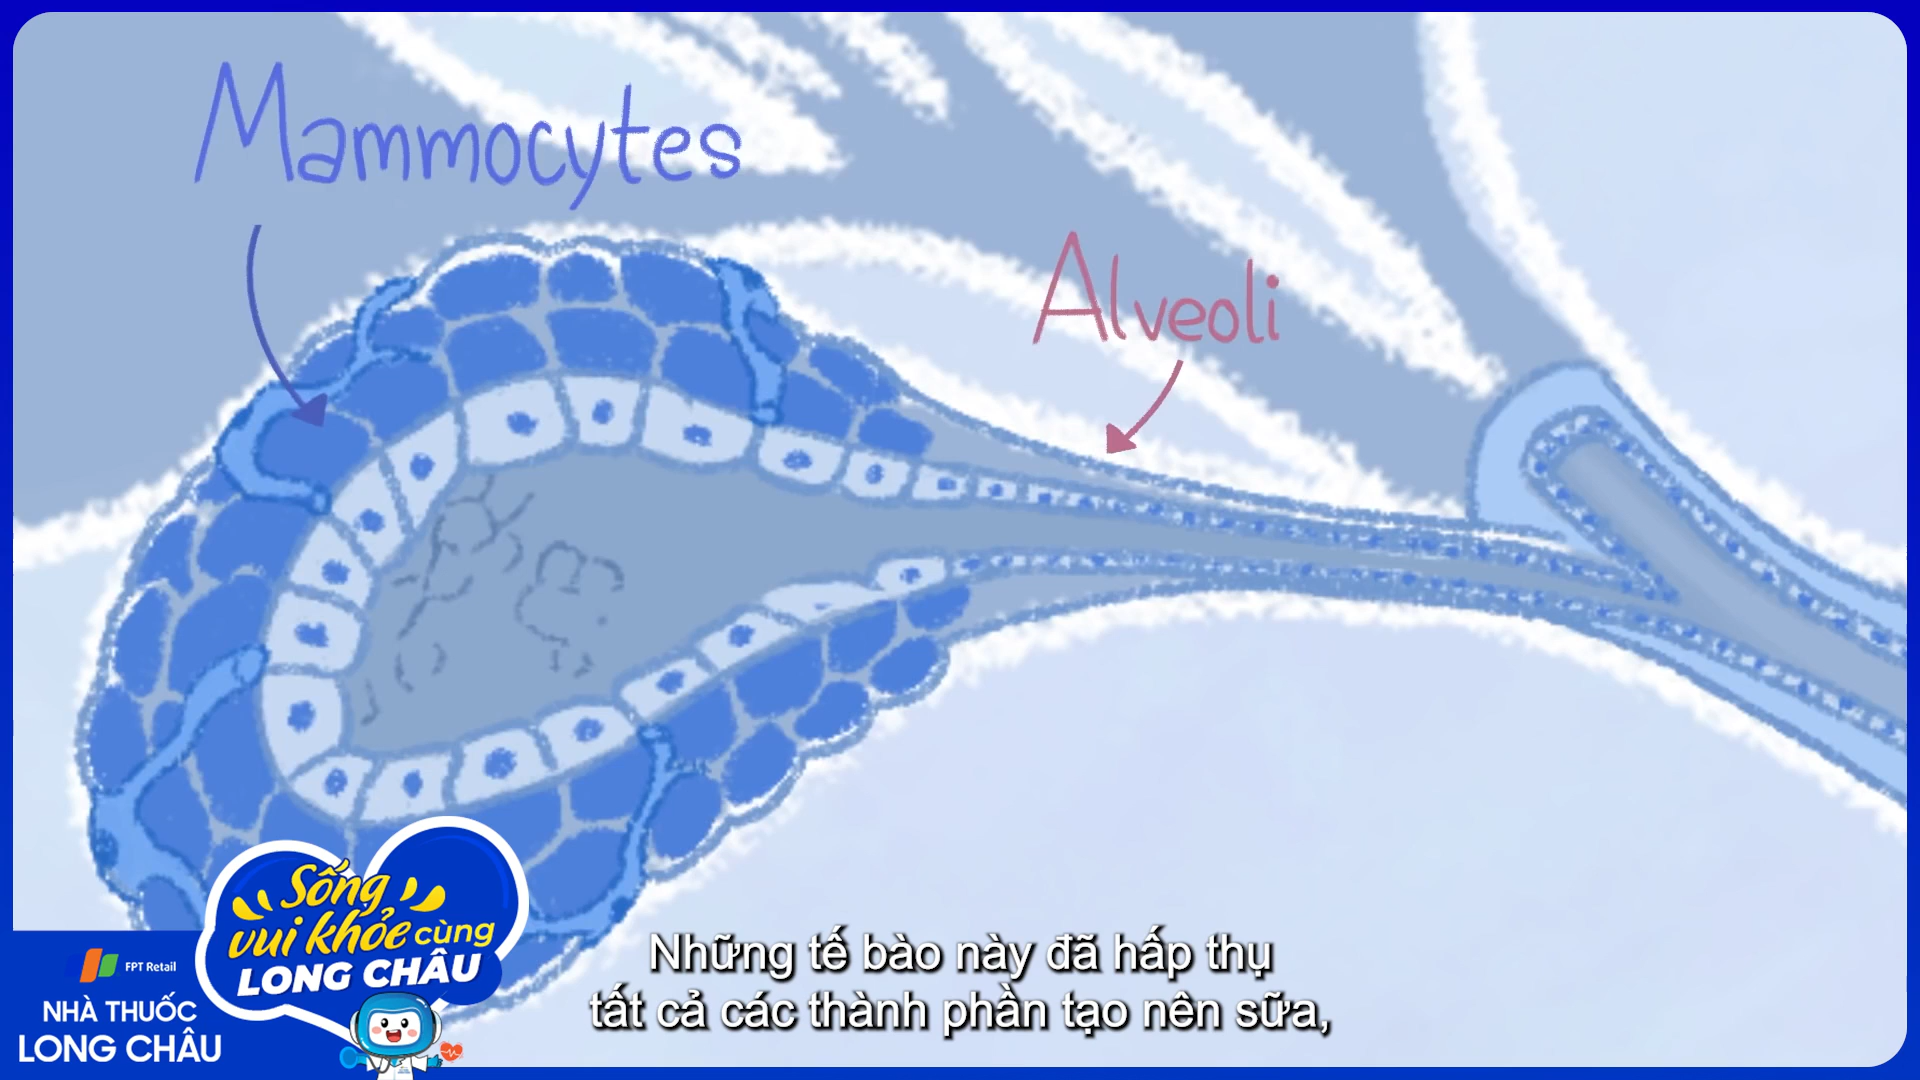 Mammocytes
Alveoli
Sống
vui khỏe cùng
LONG CHÂU
FPT Retail
NHÀ THUỐC
LONG CHÂU
Những tế bào này đã hấp thụ
tất cả các thành phần tạo nên sữa,